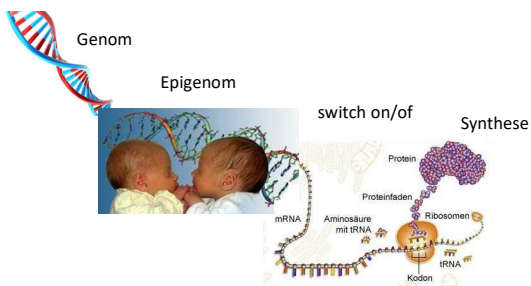 Genom
Epigenom
switch on/of
Synthese
Protein
Proteinfaden
Ribosomen
mRNA
Aminosäure
mit tRNA
tRNA
Kodon